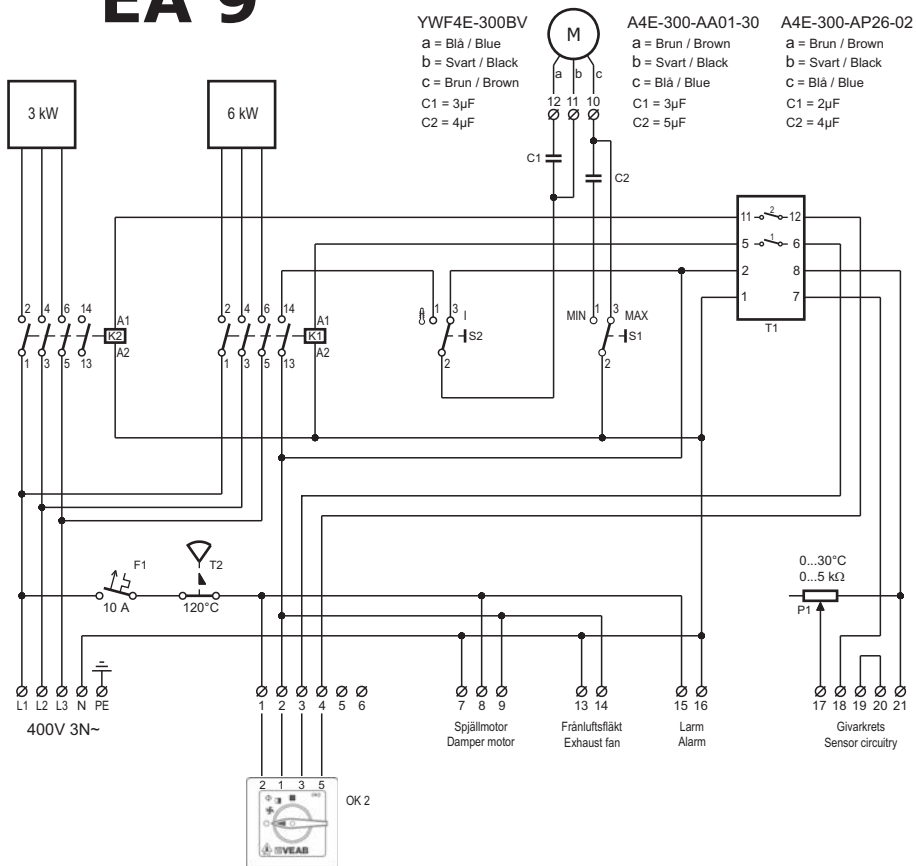 EA 9
YWF4E-300BV
a = Blå / Blue
b = Svart / Black
c = Brun / Brown
C1 = 3µF
C2 = 4µF
M
a b c
12 11 10
C1
C2
A4E-300-AA01-30
a = Brun / Brown
b = Svart / Black
c = Blå / Blue
C1 = 3µF
C2 = 5µF
A4E-300-AP26-02
a = Brun / Brown
b = Svart / Black
c = Blå / Blue
C1 = 2µF
C2 = 4µF
3 kW
6 kW
11 2 12
5 1 6
2 8
1 7
T1
2 4 6 14
A1
K2
A2
1 3 5 13
2 4 6 14
A1
K1
A2
1 3 5 13
1 3 I
S2
2
MIN 1 3 MAX
S1
2
F1
10 A
T2
120°C
0...30°C
0...5 kΩ
P1
L1 L2 L3 N PE
400V 3N~
1 2 3 4 5 6
7 8 9
Spjällmotor
Damper motor
13 14
Frånluftsfläkt
Exhaust fan
15 16
Larm
Alarm
17 18 19 20 21
Givarkrets
Sensor circuitry
2 1 3 5
OK 2
VEAB